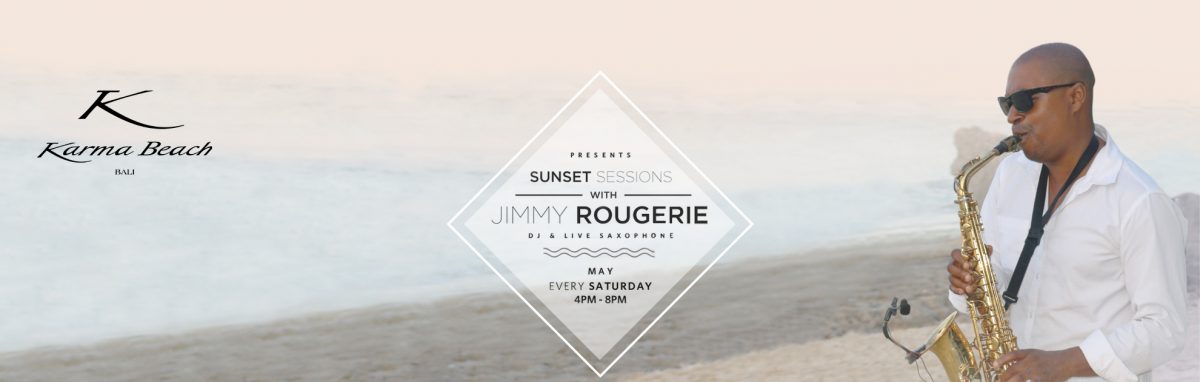 K
Karma Beach
BALI
PRESENTS
SUNSET SESSIONS
WITH
JIMMY ROUGERIE
DJ & LIVE SAXOPHONE
MAY
EVERY SATURDAY
4PM - 8PM